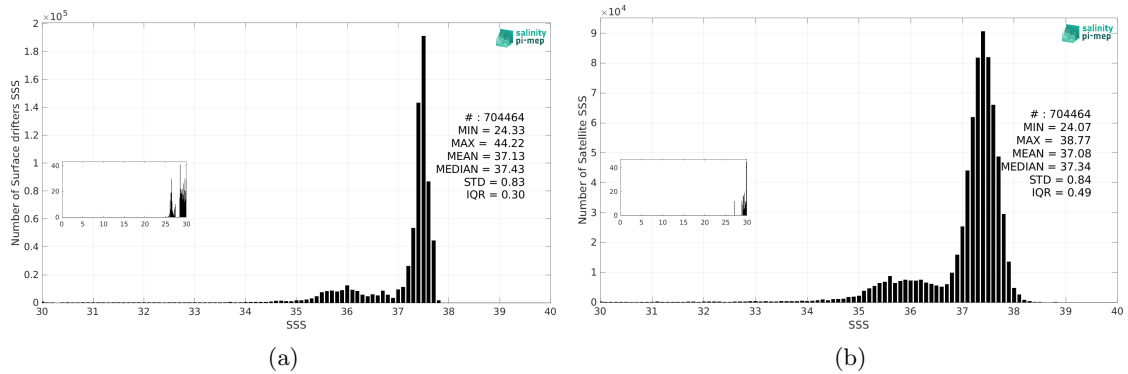 ×10^5
2
1.8
1.6
1.4
1.2
1
0.8
0.6
0.4
0.2
0
Number of Surface drifters SSS
salinity
pi-mep
# : 704464
MIN = 24.33
MAX = 44.22
MEAN = 37.13
MEDIAN = 37.43
STD = 0.83
IQR = 0.30
40
20
0
0 5 10 15 20 25 30
30 31 32 33 34 35 36 37 38 39 40
SSS
(a)
×10^4
9
8
7
6
5
4
3
2
1
0
Number of Satellite SSS
salinity
pi-mep
# : 704464
MIN = 24.07
MAX = 38.77
MEAN = 37.08
MEDIAN = 37.34
STD = 0.84
IQR = 0.49
40
20
0
0 5 10 15 20 25 30
30 31 32 33 34 35 36 37 38 39 40
SSS
(b)